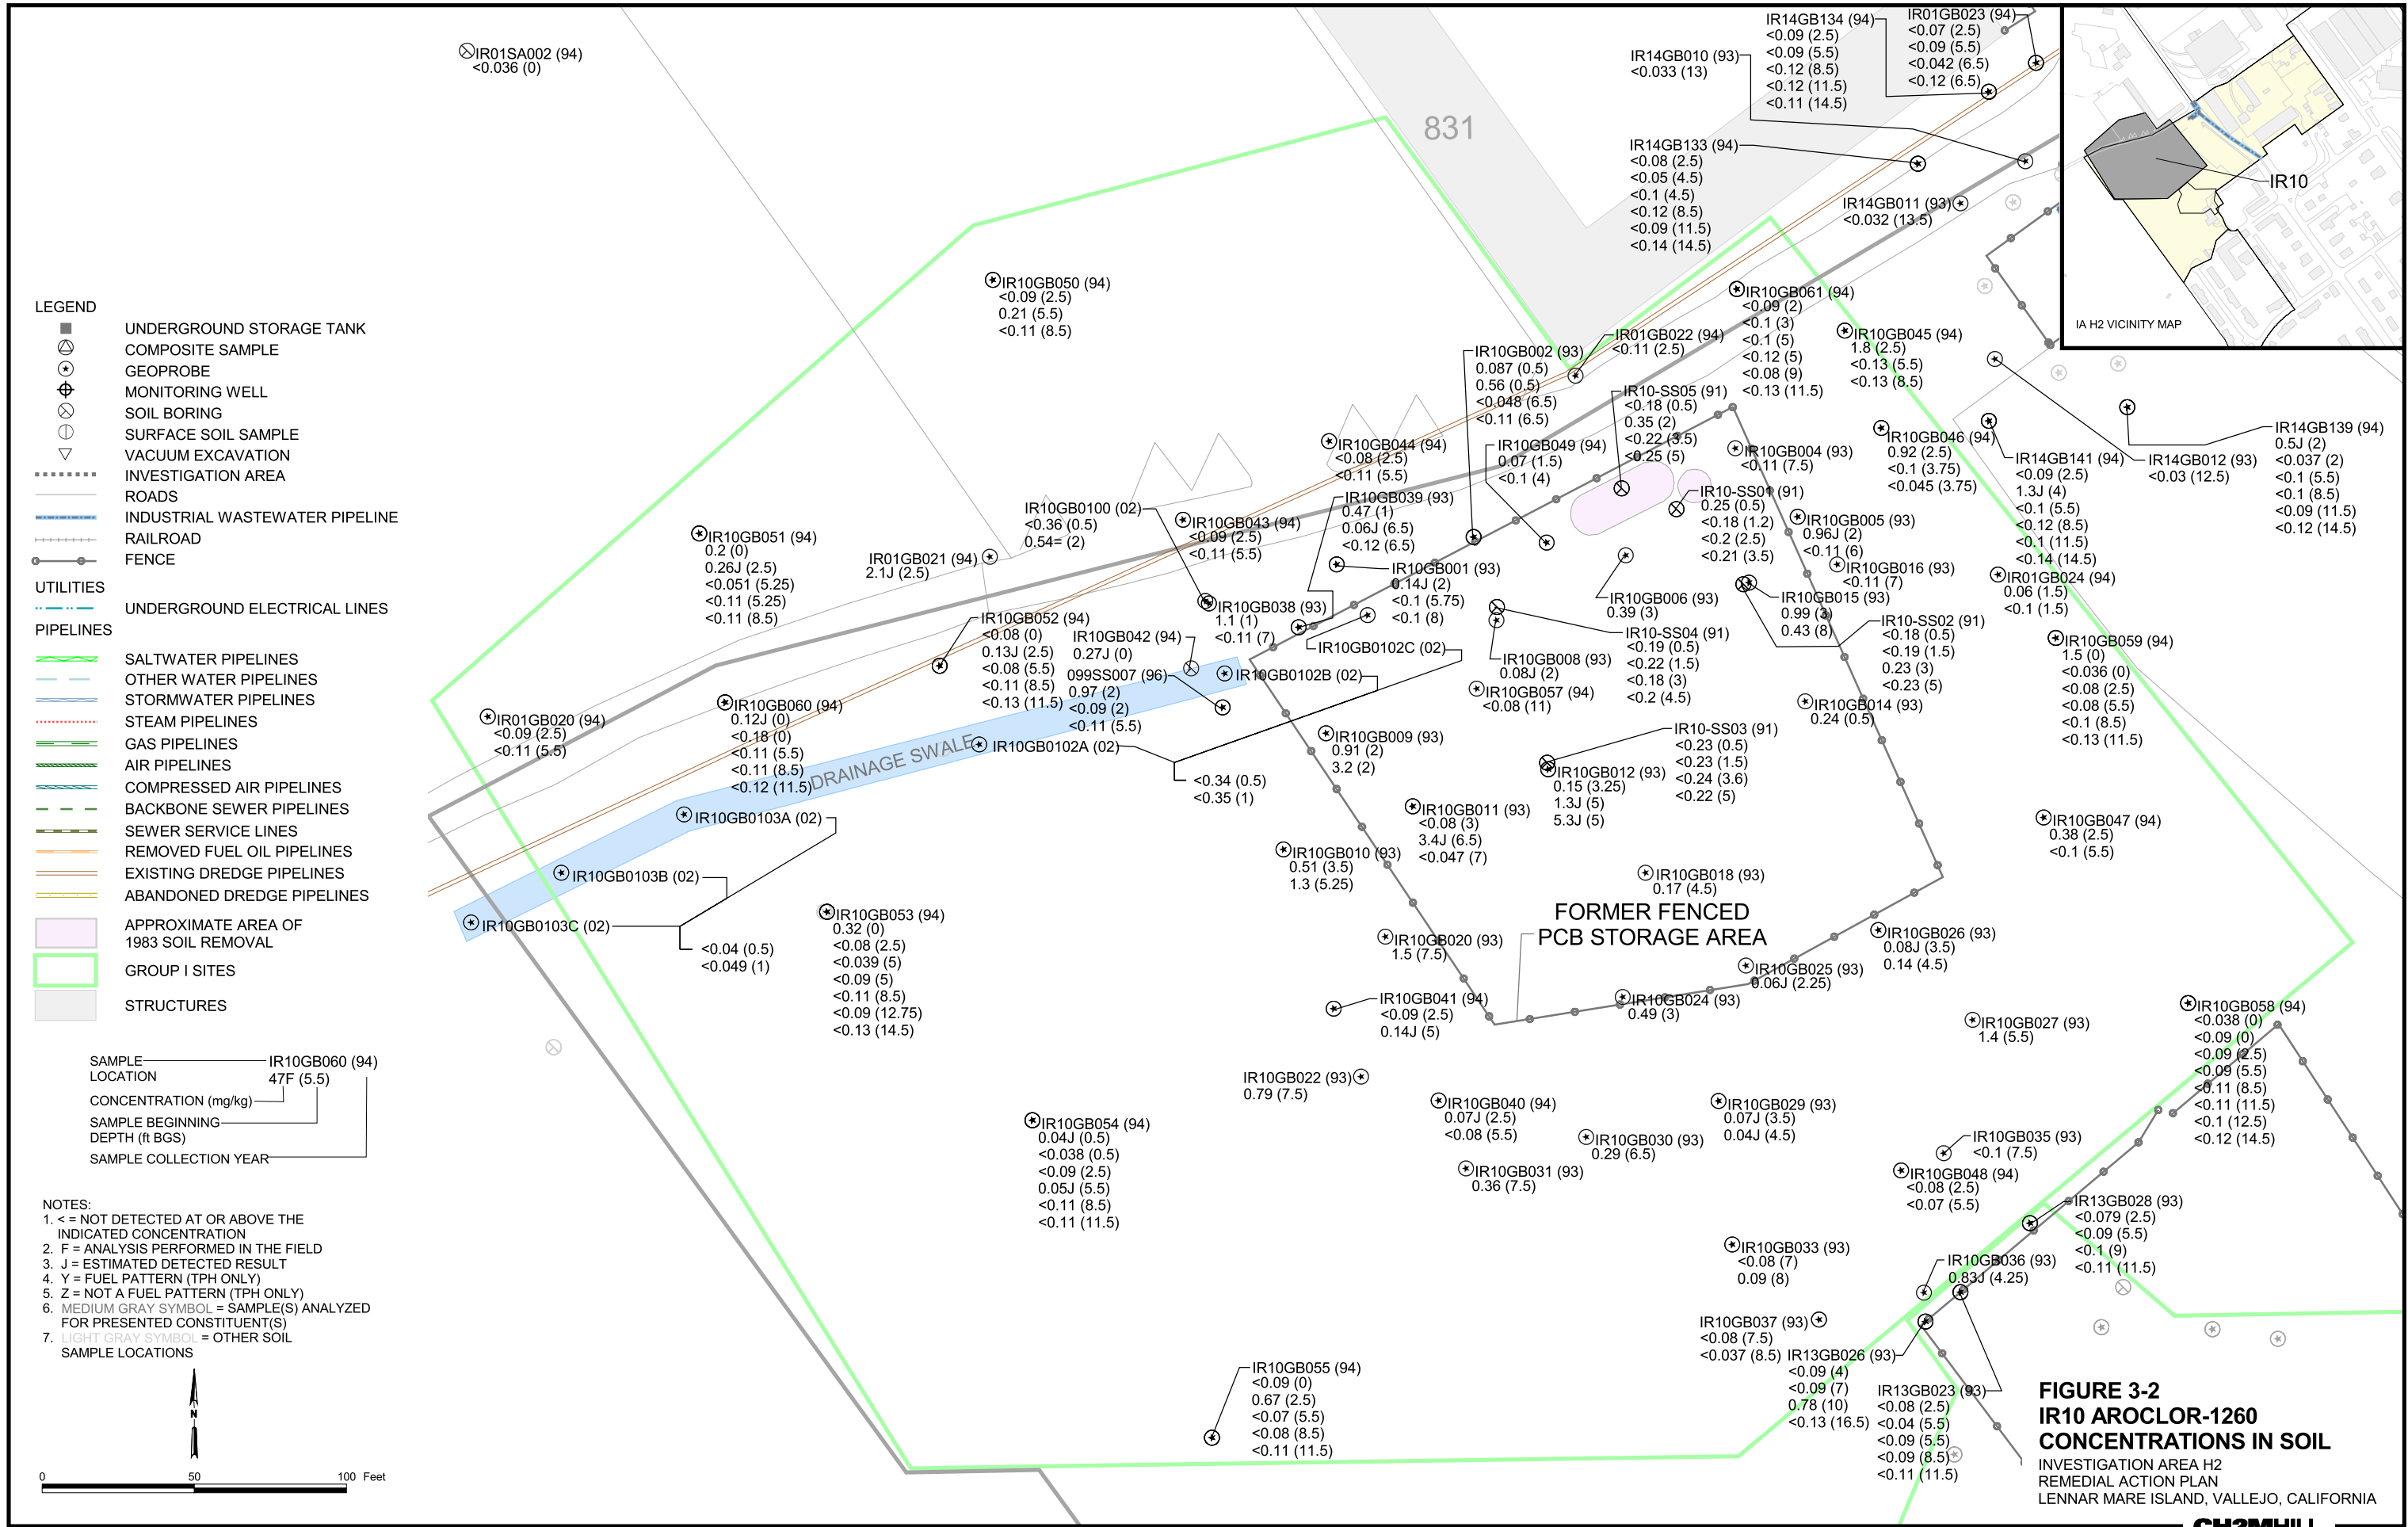 IR01SA002 (94)
<0.036 (0)
831
IR14GB010 (93)
<0.033 (13)
IR14GB134 (94)
<0.09 (2.5)
<0.09 (5.5)
<0.12 (8.5)
<0.12 (11.5)
<0.11 (14.5)
IR01GB023 (94)
<0.07 (2.5)
<0.09 (5.5)
<0.042 (6.5)
<0.12 (6.5)
IR14GB133 (94)
<0.08 (2.5)
<0.05 (4.5)
<0.1 (4.5)
<0.12 (8.5)
<0.09 (11.5)
<0.14 (14.5)
IR14GB011 (93)
<0.032 (13.5)
IR10
IA H2 VICINITY MAP
LEGEND
UNDERGROUND STORAGE TANK
COMPOSITE SAMPLE
GEOPROBE
MONITORING WELL
SOIL BORING
SURFACE SOIL SAMPLE
VACUUM EXCAVATION
INVESTIGATION AREA
ROADS
INDUSTRIAL WASTEWATER PIPELINE
RAILROAD
FENCE
UTILITIES
UNDERGROUND ELECTRICAL LINES
PIPELINES
SALTWATER PIPELINES
OTHER WATER PIPELINES
STORMWATER PIPELINES
STEAM PIPELINES
GAS PIPELINES
AIR PIPELINES
COMPRESSED AIR PIPELINES
BACKBONE SEWER PIPELINES
SEWER SERVICE LINES
REMOVED FUEL OIL PIPELINES
EXISTING DREDGE PIPELINES
ABANDONED DREDGE PIPELINES
APPROXIMATE AREA OF
1983 SOIL REMOVAL
GROUP I SITES
STRUCTURES
SAMPLE
LOCATION
IR10GB060 (94)
47F (5.5)
CONCENTRATION (mg/kg)
SAMPLE BEGINNING
DEPTH (ft BGS)
SAMPLE COLLECTION YEAR
NOTES:
1. < = NOT DETECTED AT OR ABOVE THE
INDICATED CONCENTRATION
2. F = ANALYSIS PERFORMED IN THE FIELD
3. J = ESTIMATED DETECTED RESULT
4. Y = FUEL PATTERN (TPH ONLY)
5. Z = NOT A FUEL PATTERN (TPH ONLY)
6. MEDIUM GRAY SYMBOL = SAMPLE(S) ANALYZED
FOR PRESENTED CONSTITUENT(S)
7. LIGHT GRAY SYMBOL = OTHER SOIL
SAMPLE LOCATIONS
N
0 50 100 Feet
IR10GB050 (94)
<0.09 (2.5)
0.21 (5.5)
<0.11 (8.5)
IR10GB061 (94)
<0.09 (2)
<0.1 (3)
<0.1 (5)
<0.12 (5)
<0.08 (9)
<0.13 (11.5)
IR01GB022 (94)
<0.11 (2.5)
IR10GB045 (94)
1.8 (2.5)
<0.13 (5.5)
<0.13 (8.5)
IR10GB002 (93)
0.087 (0.5)
0.56 (0.5)
<0.048 (6.5)
<0.11 (6.5)
IR10-SS05 (91)
<0.18 (0.5)
0.35 (2)
<0.22 (3.5)
<0.25 (5)
IR10GB044 (94)
<0.08 (2.5)
<0.11 (5.5)
IR10GB049 (94)
0.07 (1.5)
<0.1 (4)
IR10GB004 (93)
<0.11 (7.5)
IR10GB046 (94)
0.92 (2.5)
<0.1 (3.75)
<0.045 (3.75)
IR14GB141 (94)
<0.09 (2.5)
1.3J (4)
<0.1 (5.5)
<0.12 (8.5)
<0.1 (11.5)
<0.14 (14.5)
IR14GB012 (93)
<0.03 (12.5)
IR14GB139 (94)
0.5J (2)
<0.037 (2)
<0.1 (5.5)
<0.1 (8.5)
<0.09 (11.5)
<0.12 (14.5)
IR10GB0100 (02)
<0.36 (0.5)
0.54= (2)
IR10GB039 (93)
0.47 (1)
0.06J (6.5)
<0.12 (6.5)
IR10-SS01 (91)
0.25 (0.5)
<0.18 (1.2)
<0.2 (2.5)
<0.21 (3.5)
IR10GB005 (93)
0.96J (2)
<0.11 (6)
IR10GB043 (94)
<0.09 (2.5)
<0.11 (5.5)
IR10GB051 (94)
0.2 (0)
0.26J (2.5)
<0.051 (5.25)
<0.11 (5.25)
<0.11 (8.5)
IR01GB021 (94)
2.1J (2.5)
IR10GB001 (93)
0.14J (2)
<0.1 (5.75)
<0.1 (8)
IR10GB016 (93)
<0.11 (7)
IR01GB024 (94)
0.06 (1.5)
<0.1 (1.5)
IR10GB038 (93)
1.1 (1)
<0.11 (7)
IR10GB006 (93)
0.39 (3)
IR10GB015 (93)
0.99 (3)
0.43 (8)
IR10-SS02 (91)
<0.18 (0.5)
<0.19 (1.5)
0.23 (3)
<0.23 (5)
IR10GB052 (94)
<0.08 (0)
0.13J (2.5)
<0.08 (5.5)
<0.11 (8.5)
<0.13 (11.5)
IR10GB042 (94)
0.27J (0)
IR10GB0102C (02)
IR10-SS04 (91)
<0.19 (0.5)
<0.22 (1.5)
<0.18 (3)
<0.2 (4.5)
IR10GB059 (94)
1.5 (0)
<0.036 (0)
<0.08 (2.5)
<0.08 (5.5)
<0.1 (8.5)
<0.13 (11.5)
099SS007 (96)
0.97 (2)
<0.09 (2)
<0.11 (5.5)
IR10GB0102B (02)
IR10GB008 (93)
0.08J (2)
IR10GB057 (94)
<0.08 (11)
IR10GB014 (93)
0.24 (0.5)
IR01GB020 (94)
<0.09 (2.5)
<0.11 (5.5)
IR10GB060 (94)
0.12J (0)
<0.18 (0)
<0.11 (5.5)
<0.11 (8.5)
<0.12 (11.5)
DRAINAGE SWALE
IR10GB0102A (02)
<0.34 (0.5)
<0.35 (1)
IR10GB009 (93)
0.91 (2)
3.2 (2)
IR10-SS03 (91)
<0.23 (0.5)
<0.23 (1.5)
<0.24 (3.6)
<0.22 (5)
IR10GB012 (93)
0.15 (3.25)
1.3J (5)
5.3J (5)
IR10GB011 (93)
<0.08 (3)
3.4J (6.5)
<0.047 (7)
IR10GB0103A (02)
IR10GB047 (94)
0.38 (2.5)
<0.1 (5.5)
IR10GB010 (93)
0.51 (3.5)
1.3 (5.25)
IR10GB0103B (02)
IR10GB018 (93)
0.17 (4.5)
IR10GB0103C (02)
<0.04 (0.5)
<0.049 (1)
IR10GB053 (94)
0.32 (0)
<0.08 (2.5)
<0.039 (5)
<0.09 (5)
<0.11 (8.5)
<0.09 (12.75)
<0.13 (14.5)
FORMER FENCED
PCB STORAGE AREA
IR10GB020 (93)
1.5 (7.5)
IR10GB026 (93)
0.08J (3.5)
0.14 (4.5)
IR10GB025 (93)
0.06J (2.25)
IR10GB041 (94)
<0.09 (2.5)
0.14J (5)
IR10GB024 (93)
0.49 (3)
IR10GB027 (93)
1.4 (5.5)
IR10GB058 (94)
<0.038 (0)
<0.09 (0)
<0.09 (2.5)
<0.09 (5.5)
<0.11 (8.5)
<0.11 (11.5)
<0.1 (12.5)
<0.12 (14.5)
IR10GB022 (93)
0.79 (7.5)
IR10GB040 (94)
0.07J (2.5)
<0.08 (5.5)
IR10GB029 (93)
0.07J (3.5)
0.04J (4.5)
IR10GB054 (94)
0.04J (0.5)
<0.038 (0.5)
<0.09 (2.5)
0.05J (5.5)
<0.11 (8.5)
<0.11 (11.5)
IR10GB030 (93)
0.29 (6.5)
IR10GB035 (93)
<0.1 (7.5)
IR10GB031 (93)
0.36 (7.5)
IR10GB048 (94)
<0.08 (2.5)
<0.07 (5.5)
IR13GB028 (93)
<0.079 (2.5)
<0.09 (5.5)
<0.1 (9)
<0.11 (11.5)
IR10GB033 (93)
<0.08 (7)
0.09 (8)
IR10GB036 (93)
0.83J (4.25)
IR10GB037 (93)
<0.08 (7.5)
<0.037 (8.5)
IR13GB026 (93)
<0.09 (4)
<0.09 (7)
0.78 (10)
<0.13 (16.5)
IR10GB055 (94)
<0.09 (0)
0.67 (2.5)
<0.07 (5.5)
<0.08 (8.5)
<0.11 (11.5)
IR13GB023 (93)
<0.08 (2.5)
<0.04 (5.5)
<0.09 (5.5)
<0.09 (8.5)
<0.11 (11.5)
FIGURE 3-2
IR10 AROCLOR-1260
CONCENTRATIONS IN SOIL
INVESTIGATION AREA H2
REMEDIAL ACTION PLAN
LENNAR MARE ISLAND, VALLEJO, CALIFORNIA
CH2MHILL